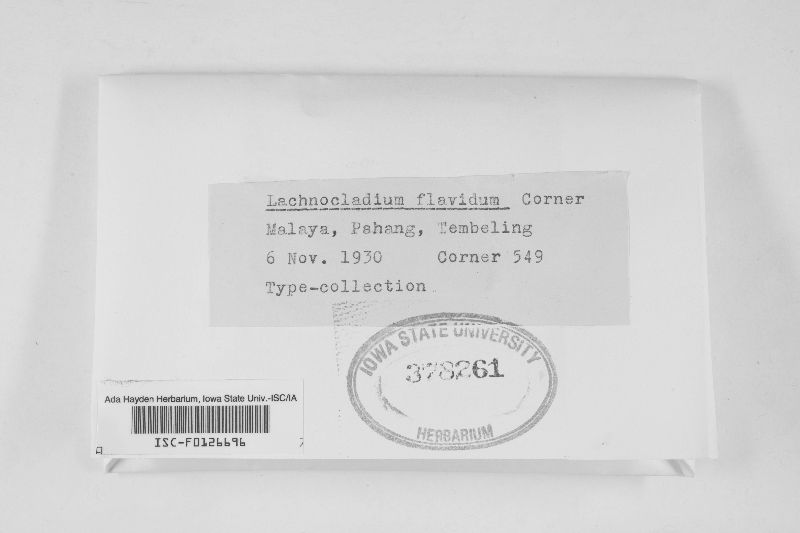 Lachnocladium flavidum Corner
Malaya, Pahang, Tembeling
6 Nov. 1930 Corner 549
Type-collection
IOWA STATE UNIVERSITY
378261
HERBARIUM
Ada Hayden Herbarium, Iowa State Univ.-ISC/IA
ISC-F0126696